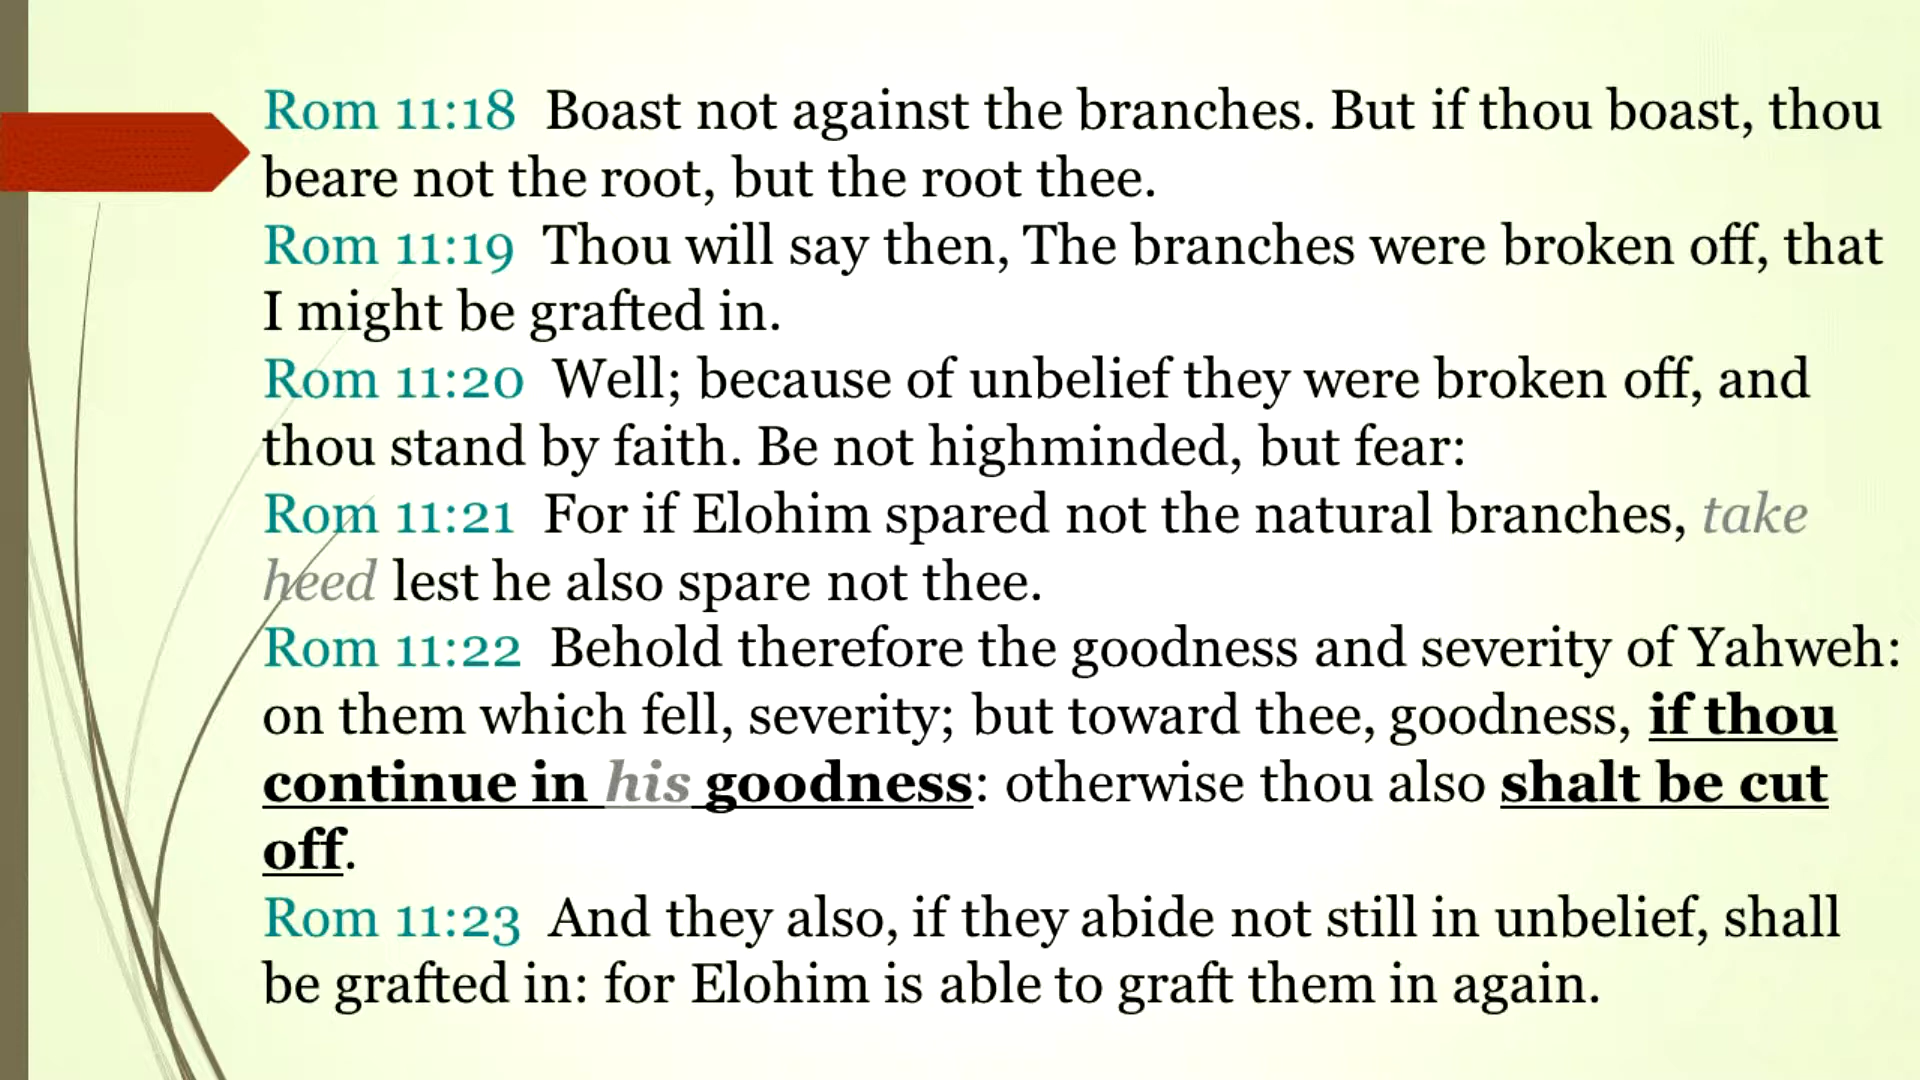 Rom 11:18  Boast not against the branches. But if thou boast, thou
beare not the root, but the root thee.
Rom 11:19  Thou will say then, The branches were broken off, that
I might be grafted in.
Rom 11:20  Well; because of unbelief they were broken off, and
thou stand by faith. Be not highminded, but fear:
Rom 11:21  For if Elohim spared not the natural branches, take
heed lest he also spare not thee.
Rom 11:22  Behold therefore the goodness and severity of Yahweh:
on them which fell, severity; but toward thee, goodness, if thou
continue in his goodness: otherwise thou also shalt be cut
off.
Rom 11:23  And they also, if they abide not still in unbelief, shall
be grafted in: for Elohim is able to graft them in again.